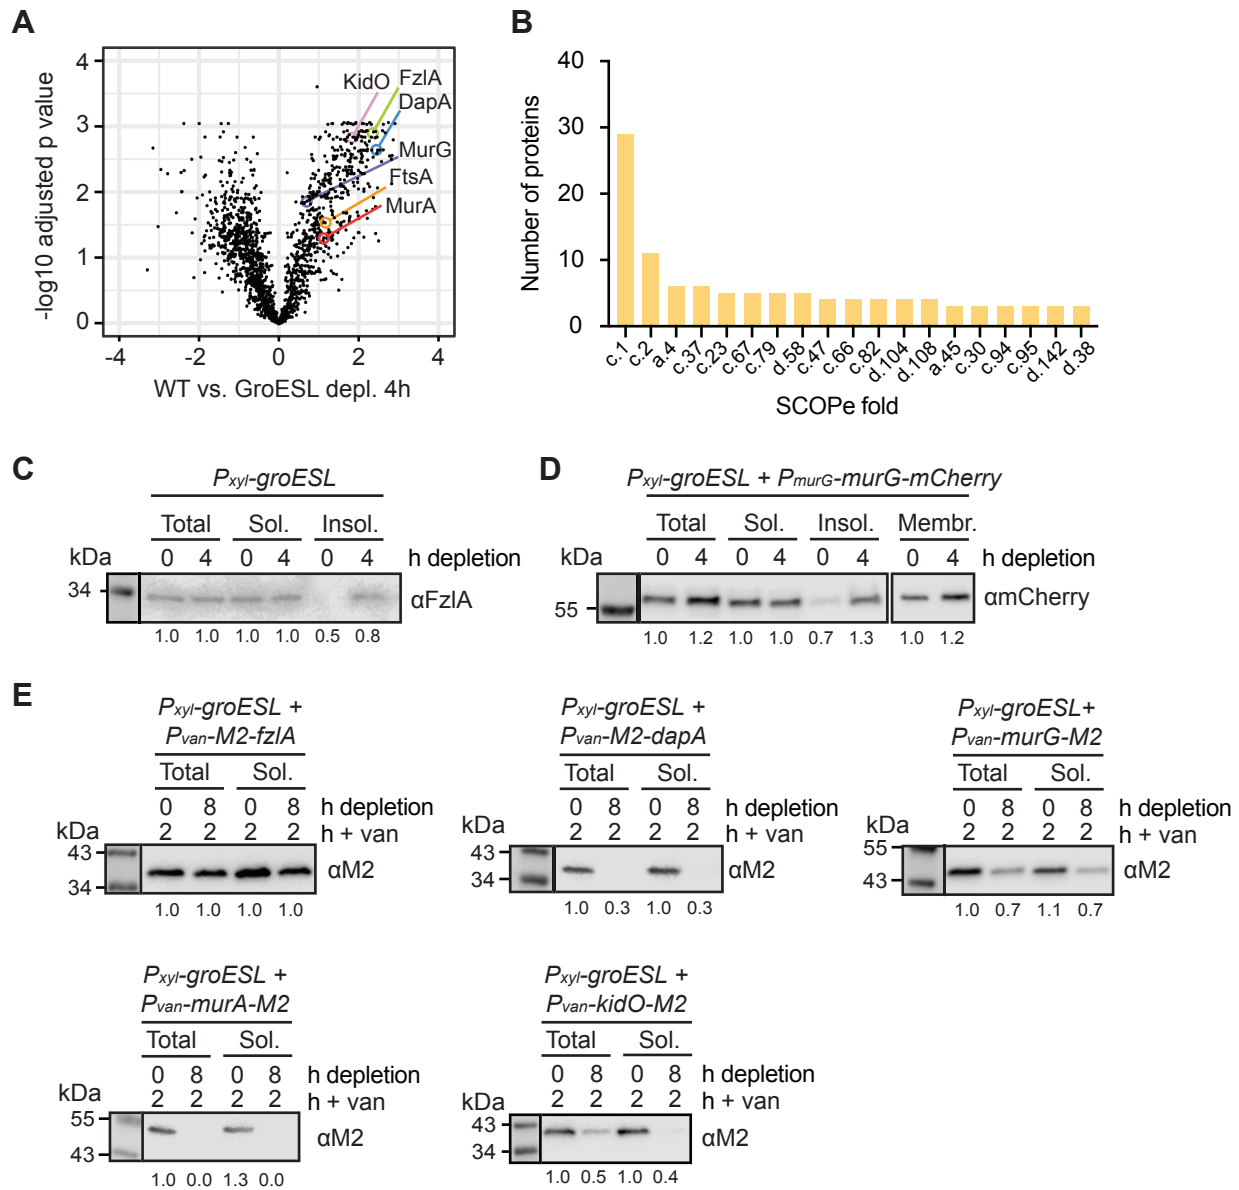 A
-log10 adjusted p value
4
3
2
1
0
KidO
FzlA
DapA
MurG
FtsA
MurA
-4
-2
0
2
4
WT vs. GroESL depl. 4h
B
Number of proteins
40
30
20
10
0
c.1
c.2
a.4
c.37
c.23
c.67
c.79
d.58
c.47
c.66
c.82
d.104
d.108
a.45
c.30
c.94
c.95
d.142
d.38
SCOPe fold
C
Pxyl-groESL
Total Sol. Insol.
kDa 0 4 0 4 0 4 h depletion
34 αFzlA
1.0 1.0 1.0 1.0 0.5 0.8
D
Pxyl-groESL + PmurG-murG-mCherry
Total Sol. Insol. Membr.
kDa 0 4 0 4 0 4 0 4 h depletion
55 αmCherry
1.0 1.2 1.0 1.0 0.7 1.3 1.0 1.2
E
Pxyl-groESL +
Pvan-M2-fzlA
Total Sol.
0 8 0 8 h depletion
kDa 2 2 2 2 h + van
43
αM2
34
1.0 1.0 1.0 1.0
Pxyl-groESL +
Pvan-M2-dapA
Total Sol.
0 8 0 8 h depletion
kDa 2 2 2 2 h + van
43
αM2
34
1.0 0.3 1.0 0.3
Pxyl-groESL+
Pvan-murG-M2
Total Sol.
0 8 0 8 h depletion
kDa 2 2 2 2 h + van
55
αM2
43
1.0 0.7 1.1 0.7
Pxyl-groESL +
Pvan-murA-M2
Total Sol.
0 8 0 8 h depletion
kDa 2 2 2 2 h + van
55
αM2
43
1.0 0.0 1.3 0.0
Pxyl-groESL +
Pvan-kidO-M2
Total Sol.
0 8 0 8 h depletion
kDa 2 2 2 2 h + van
43
αM2
34
1.0 0.5 1.0 0.4